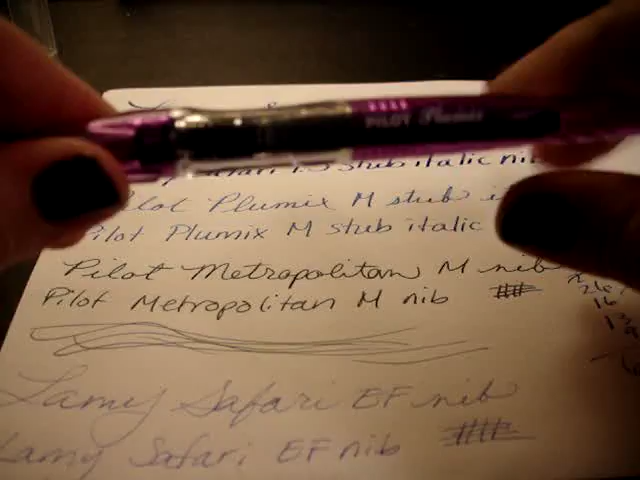 PILOT Plumix
stub italic nib
Pilot Plumix M stub
Pilot Plumix M stub italic
Pilot Metropolitan M nib
Pilot Metropolitan M nib
Lamy Safari EF nib
Lamy Safari EF nib